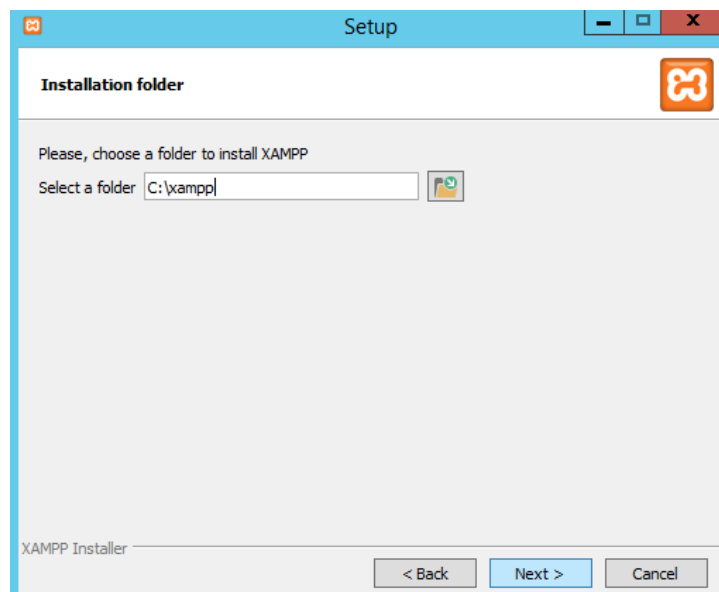 Setup
Installation folder
Please, choose a folder to install XAMPP
Select a folder C:\xampp
XAMPP Installer
< Back Next > Cancel